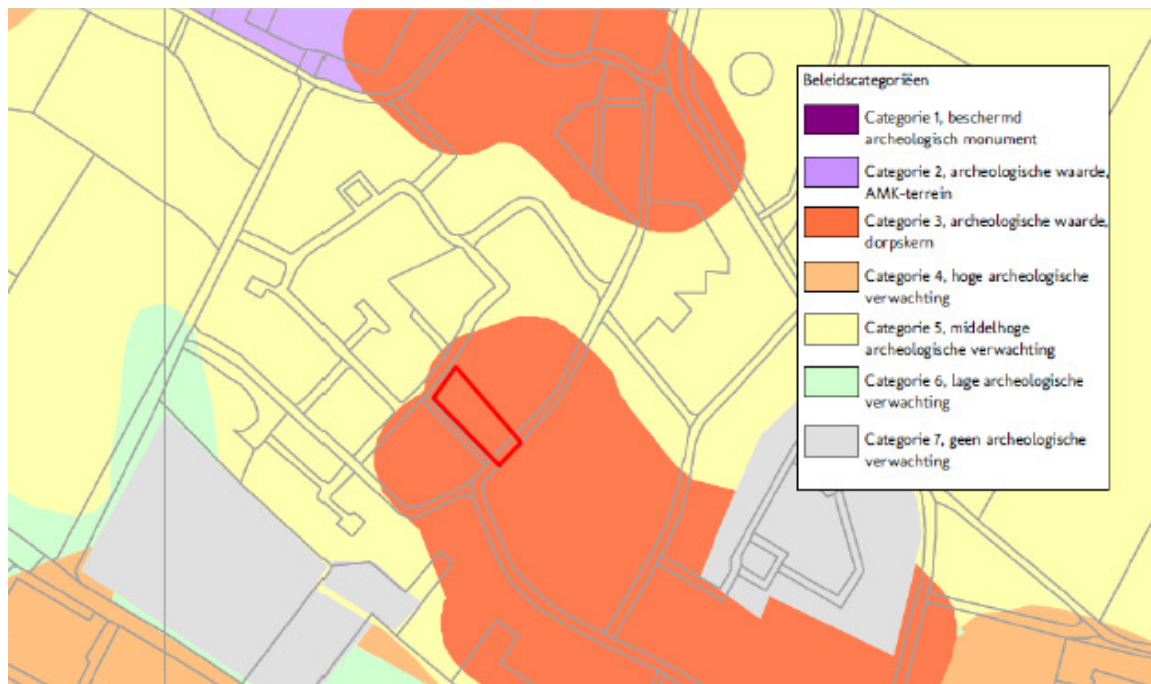 Beleidscategorieën
Categorie 1, beschermd
archeologisch monument
Categorie 2, archeologische waarde,
AMK-terrein
Categorie 3, archeologische waarde,
dorpskern
Categorie 4, hoge archeologische
verwachting
Categorie 5, middelhoge
archeologische verwachting
Categorie 6, lage archeologische
verwachting
Categorie 7, geen archeologische
verwachting